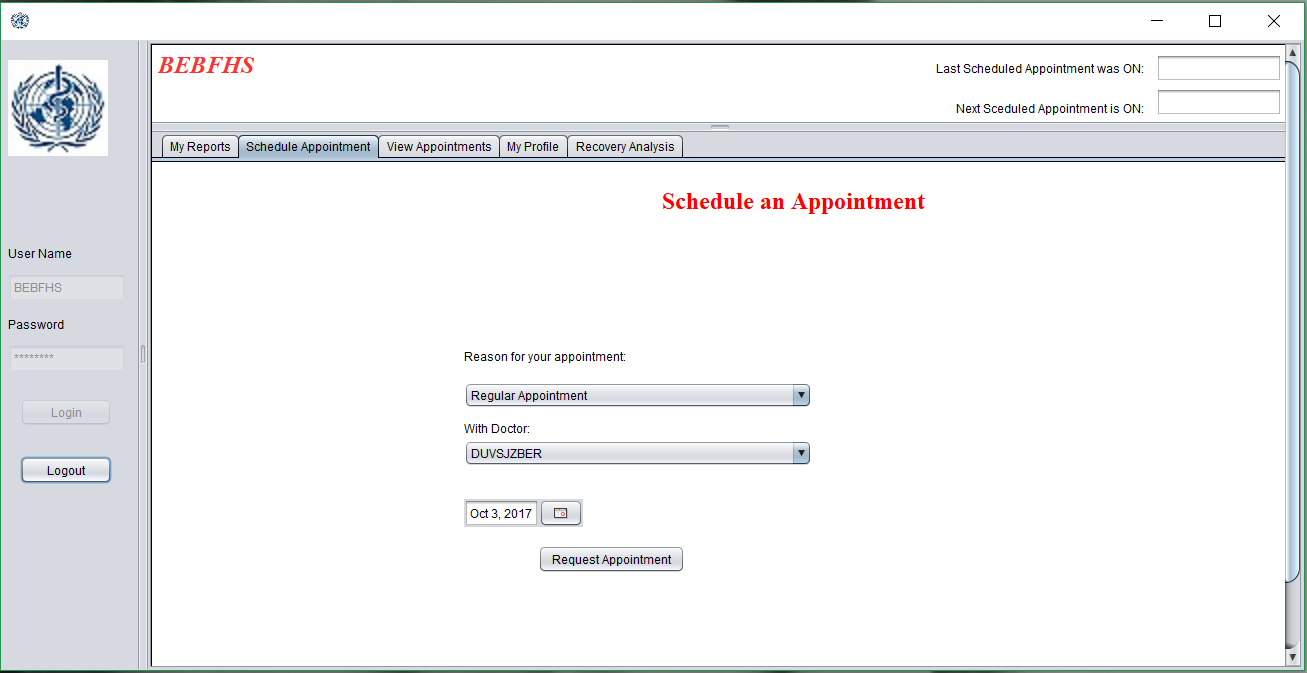 BEBFHS
Last Scheduled Appointment was ON:
Next Sceduled Appointment is ON:
My Reports
Schedule Appointment
View Appointments
My Profile
Recovery Analysis
Schedule an Appointment
User Name
BEBFHS
Password
********
Login
Logout
Reason for your appointment:
Regular Appointment
With Doctor:
DUVSJZBER
Oct 3, 2017
Request Appointment